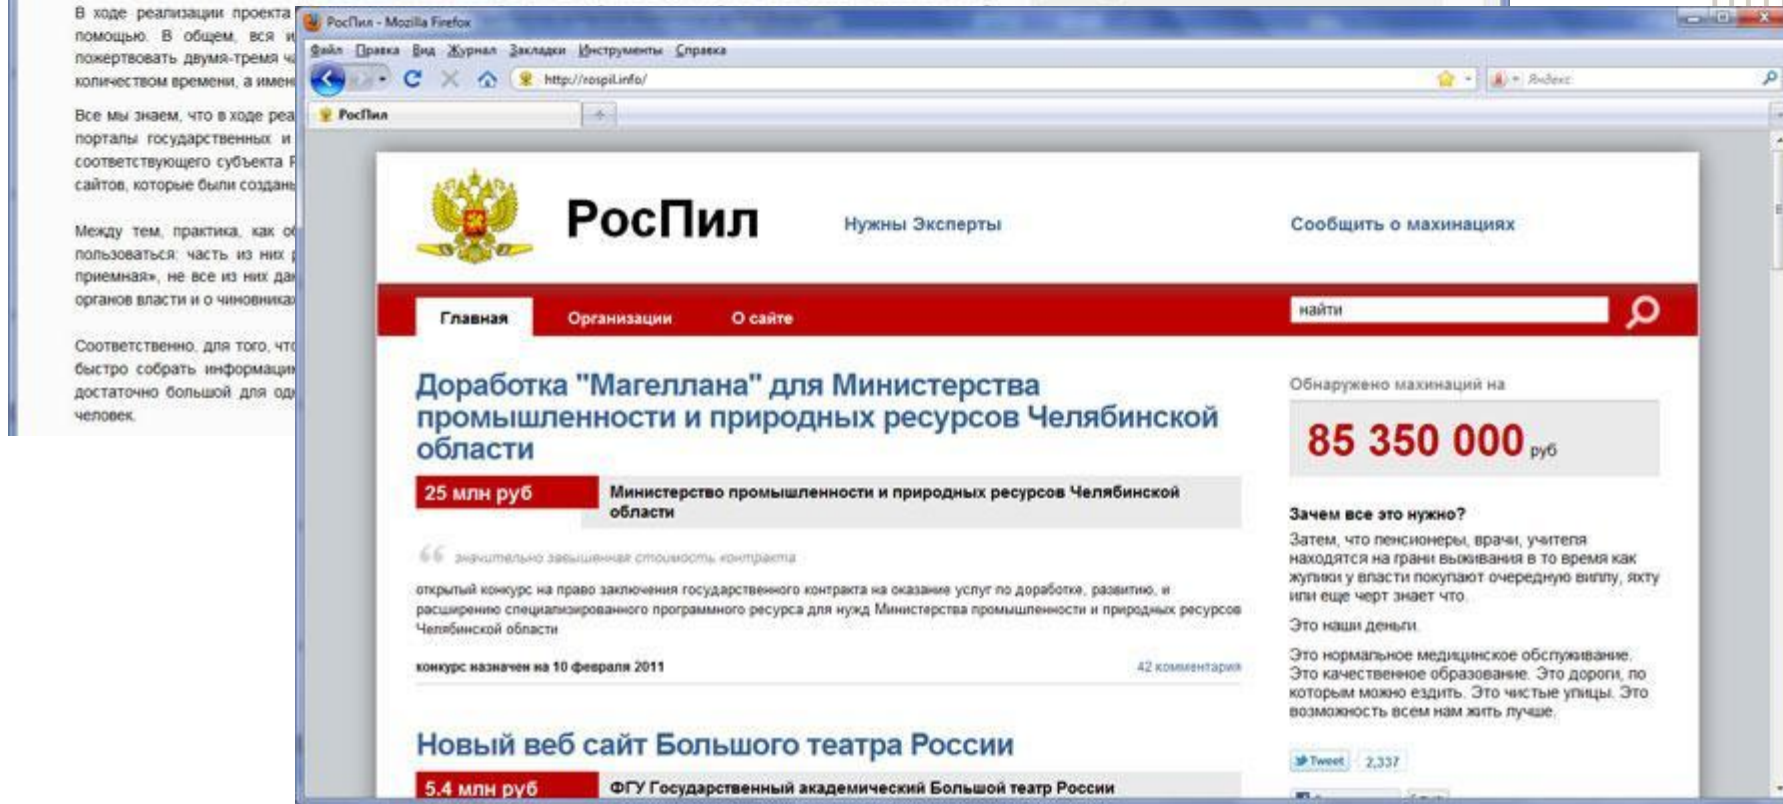 В ходе реализации проекта
помощью. В общем, вся и
пожертвовать двумя-тремя ча
количеством времени, а имен
Все мы знаем, что в ходе реа
порталы государственных и
соответствующего субъекта Р
сайтов, которые были создань
Между тем, практика, как об
пользоваться: часть из них р
приемная», не все из них дан
органов власти и о чиновниках
Соответственно, для того, что
быстро собрать информаци
достаточно большой для одн
человек.
РосПил - Mozilla Firefox
Файл Правка Вид Журнал Закладки Инструменты Справка
http://rospil.info/
Яndex
РосПил
РосПил
Нужны Эксперты
Сообщить о махинациях
Главная Организации О сайте
найти
Доработка "Магеллана" для Министерства
промышленности и природных ресурсов Челябинской
области
25 млн руб
Министерство промышленности и природных ресурсов Челябинской
области
значительно завышенная стоимость контракта
открытый конкурс на право заключения государственного контракта на оказание услуг по доработке, развитию, и
расширению специализированного программного ресурса для нужд Министерства промышленности и природных ресурсов
Челябинской области
конкурс назначен на 10 февраля 2011
42 комментария
Новый веб сайт Большого театра России
5.4 млн руб
ФГУ Государственный академический Большой театр России
Обнаружено махинаций на
85 350 000 руб
Зачем все это нужно?
Затем, что пенсионеры, врачи, учителя
находятся на грани выживания в то время как
жулики у власти покупают очередную виллу, яхту
или еще черт знает что.
Это наши деньги.
Это нормальное медицинское обслуживание.
Это качественное образование. Это дороги, по
которым можно ездить. Это чистые улицы. Это
возможность всем нам жить лучше.
Tweet 2,337